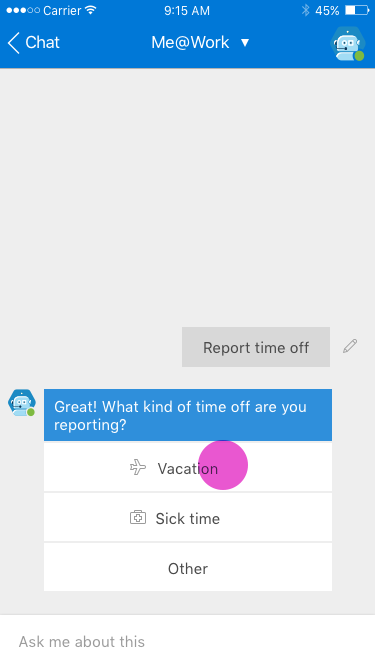 Carrier 9:15 AM 45%
Chat Me@Work
Report time off
Great! What kind of time off are you
reporting?
Vacation
Sick time
Other
Ask me about this